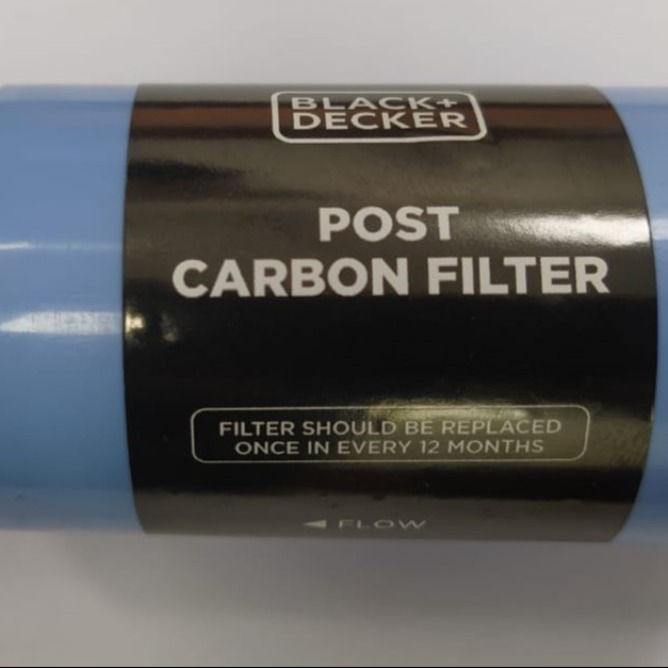 BLACK+
DECKER
POST
CARBON FILTER
FILTER SHOULD BE REPLACED
ONCE IN EVERY 12 MONTHS
◄ FLOW